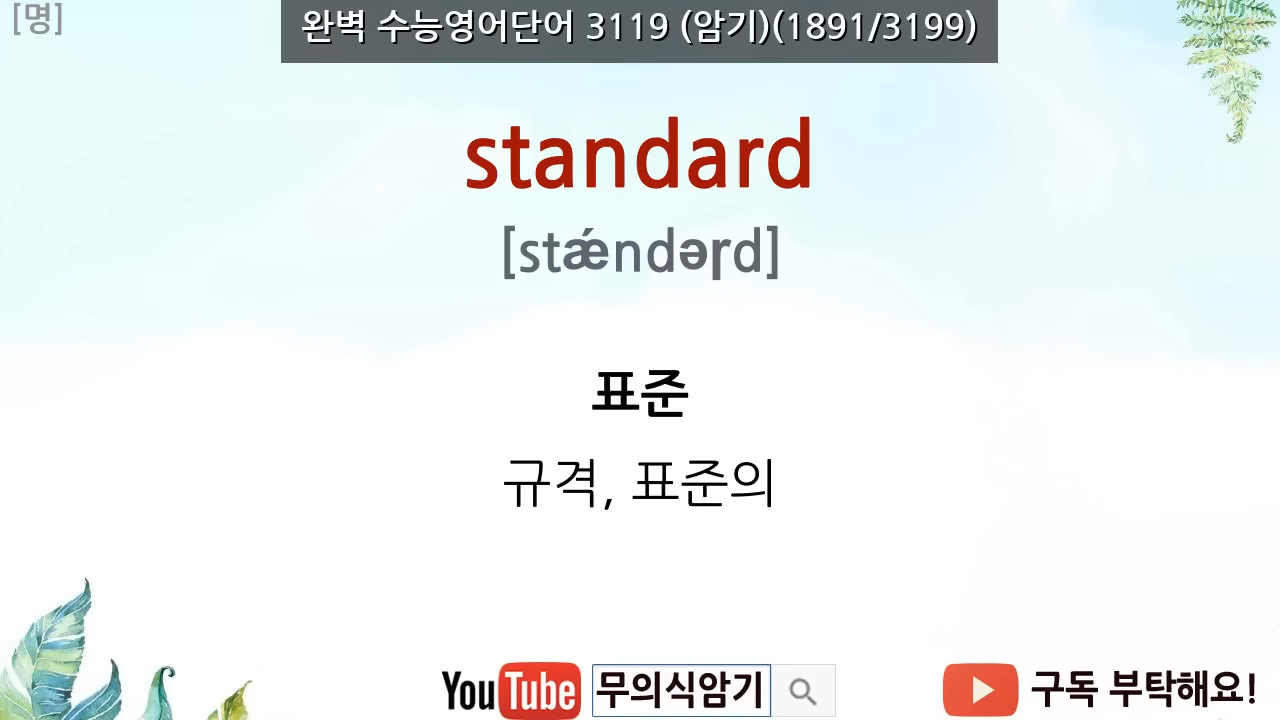 [명]
완벽 수능영어단어 3119 (암기)(1891/3199)
standard
[stǽndəɼd]
표준
규격, 표준의
YouTube 무의식암기
구독 부탁해요!